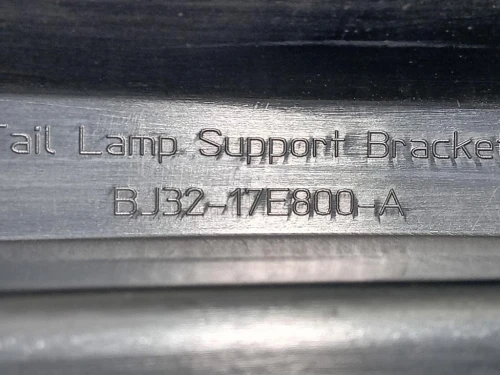 Tail Lamp Support Bracket
BJ32-17E800-A